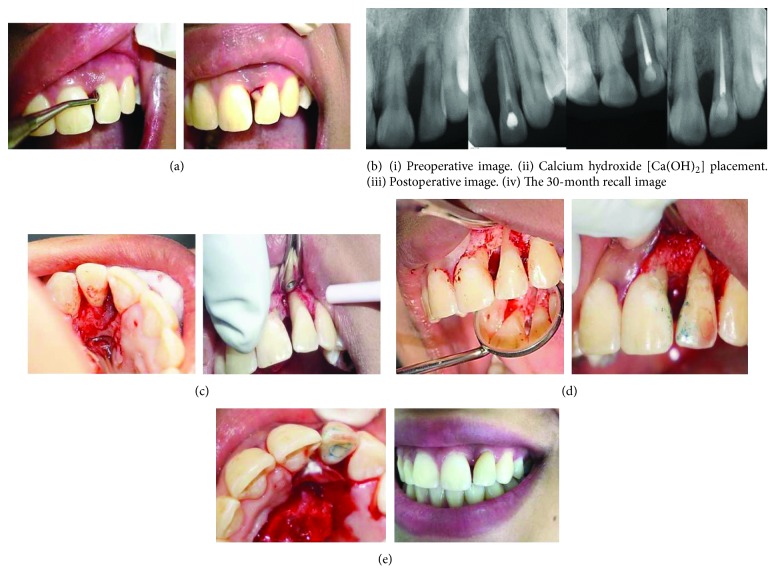 (a)
(b) (i) Preoperative image. (ii) Calcium hydroxide [Ca(OH)₂] placement.
(iii) Postoperative image. (iv) The 30-month recall image
(c)
(d)
(e)